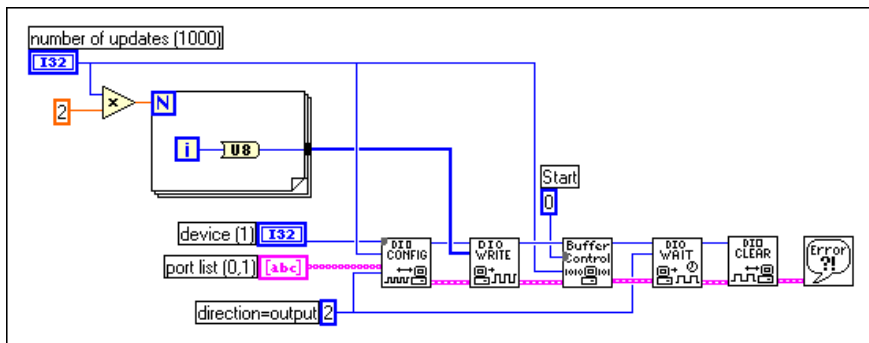 number of updates (1000)
I32
2
×
N
i
U8
Start
0
device (1)
I32
port list (0,1)
[abc]
direction=output
2
DIO
CONFIG
DIO
WRITE
Buffer
Control
DIO
WAIT
DIO
CLEAR
Error
?!